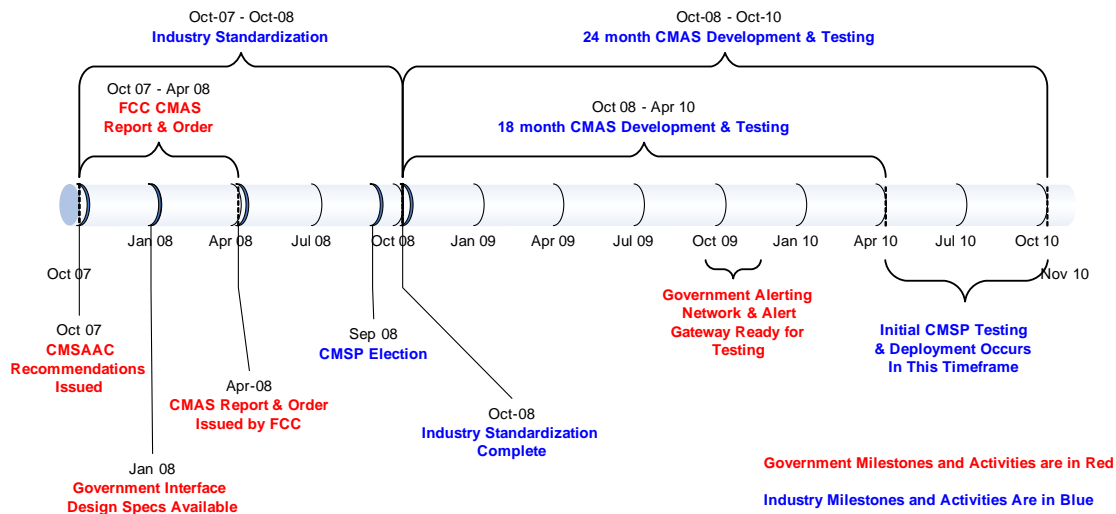 Oct-07 - Oct-08
Industry Standardization
Oct-08 - Oct-10
24 month CMAS Development & Testing
Oct 07 - Apr 08
FCC CMAS
Report & Order
Oct 08 - Apr 10
18 month CMAS Development & Testing
Jan 08
Apr 08
Jul 08
Oct 08
Jan 09
Apr 09
Jul 09
Oct 09
Jan 10
Apr 10
Jul 10
Oct 10
Oct 07
Nov 10
Oct 07
CMSAAC
Recommendations
Issued
Jan 08
Government Interface
Design Specs Available
Apr-08
CMAS Report & Order
Issued by FCC
Sep 08
CMSP Election
Oct-08
Industry Standardization
Complete
Government Alerting
Network & Alert
Gateway Ready for
Testing
Initial CMSP Testing
& Deployment Occurs
In This Timeframe
Government Milestones and Activities are in Red
Industry Milestones and Activities Are in Blue